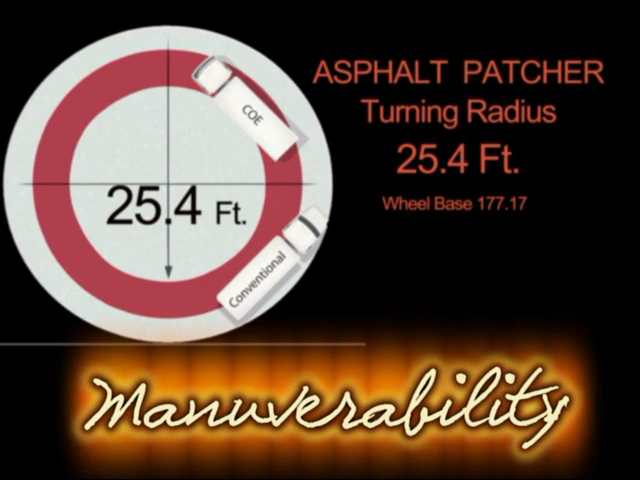 ASPHALT PATCHER
Turning Radius
25.4 Ft.
Wheel Base 177.17
COE
25.4 Ft.
Conventional
Manuverability